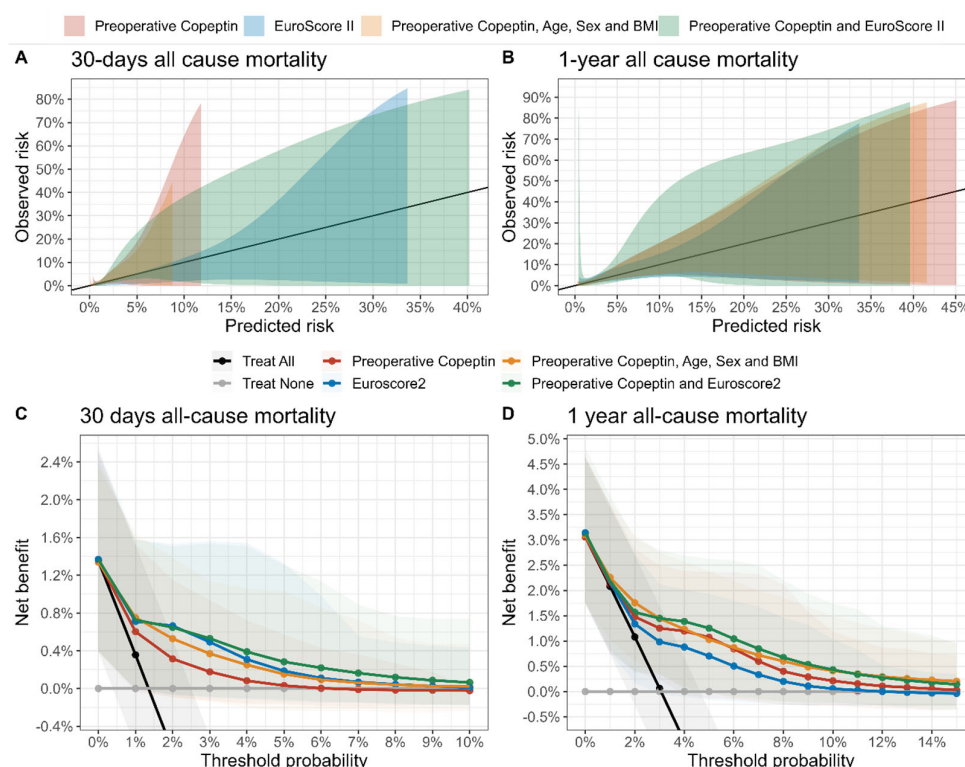 Preoperative Copeptin EuroScore II Preoperative Copeptin, Age, Sex and BMI Preoperative Copeptin and EuroScore II
A 30-days all cause mortality
B 1-year all cause mortality
80%
70%
60%
50%
40%
30%
20%
10%
0%
Observed risk
0% 5% 10% 15% 20% 25% 30% 35% 40%
Predicted risk
90%
80%
70%
60%
50%
40%
30%
20%
10%
0%
Observed risk
0% 5% 10% 15% 20% 25% 30% 35% 40% 45%
Predicted risk
Treat All Preoperative Copeptin Preoperative Copeptin, Age, Sex and BMI
Treat None Euroscore2 Preoperative Copeptin and Euroscore2
C 30 days all-cause mortality
D 1 year all-cause mortality
2.4%
2.0%
1.6%
1.2%
0.8%
0.4%
0.0%
-0.4%
Net benefit
0% 1% 2% 3% 4% 5% 6% 7% 8% 9% 10%
Threshold probability
5.0%
4.5%
4.0%
3.5%
3.0%
2.5%
2.0%
1.5%
1.0%
0.5%
0.0%
-0.5%
Net benefit
0% 2% 4% 6% 8% 10% 12% 14%
Threshold probability